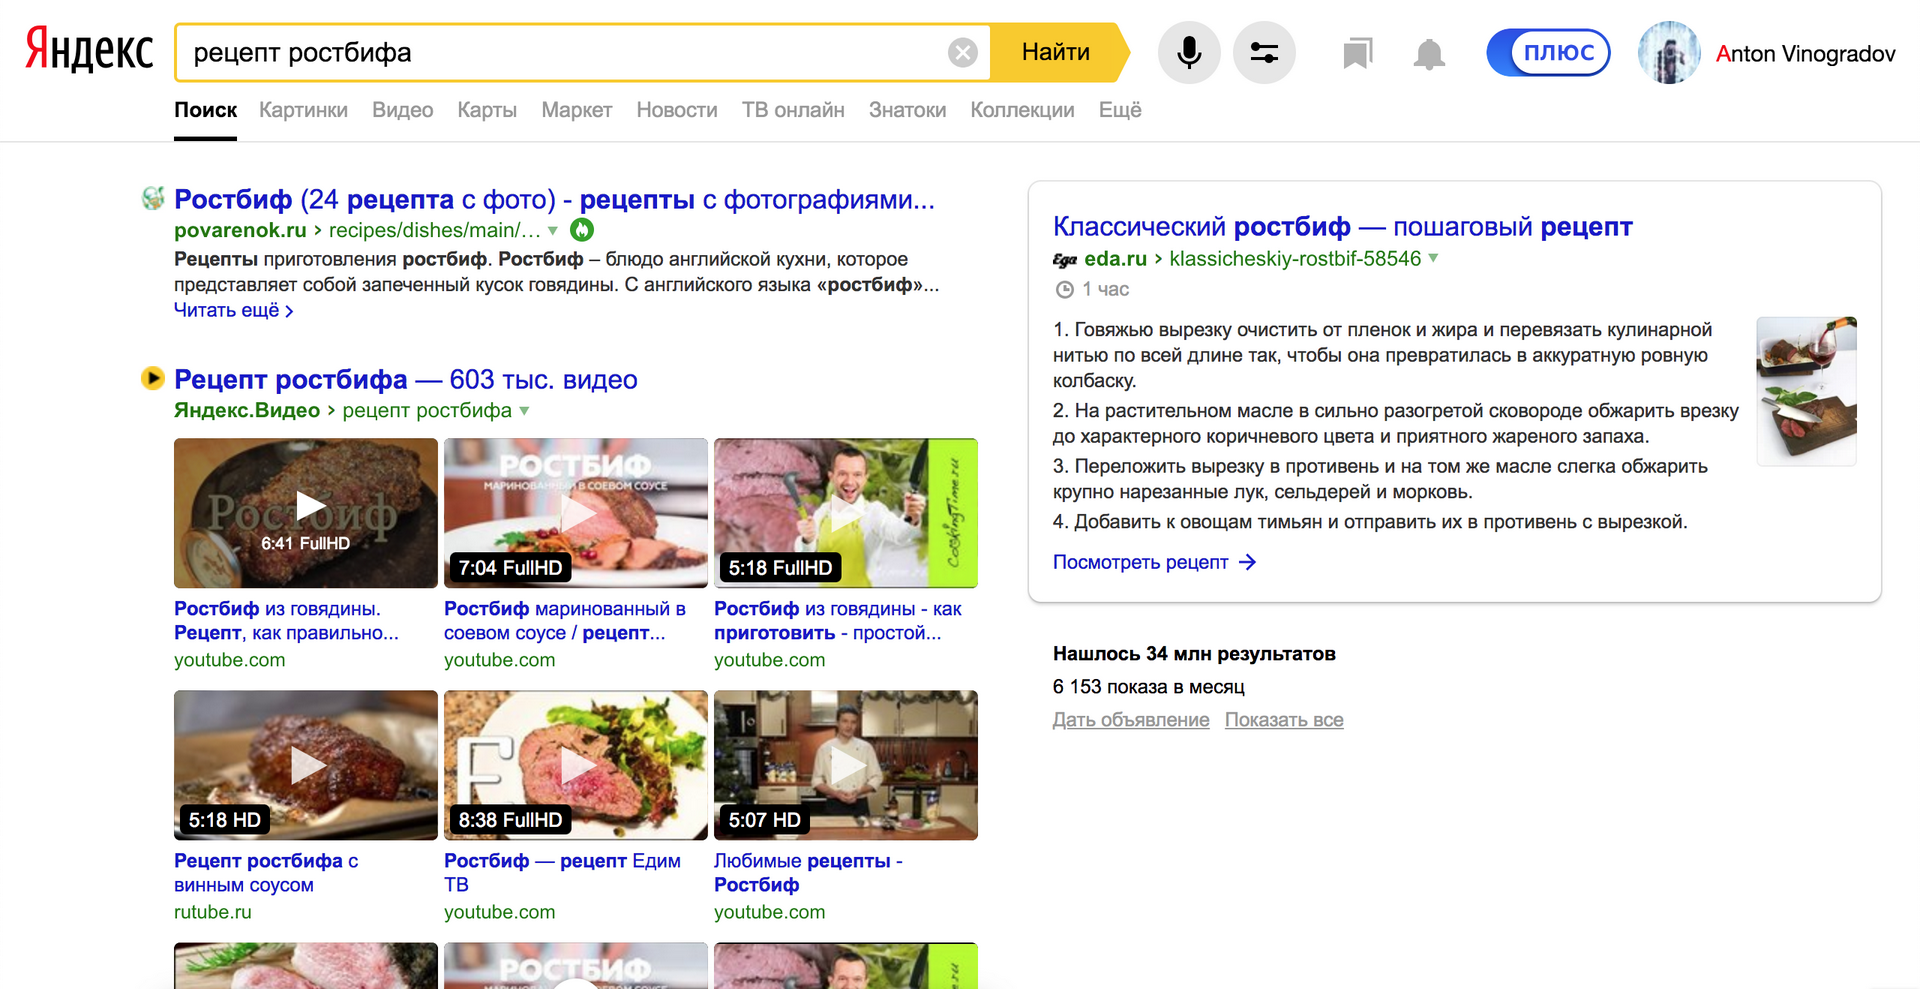 Яндекс
рецепт ростбифа
Найти
ПЛЮС
Anton Vinogradov
Поиск Картинки Видео Карты Маркет Новости ТВ онлайн Знатоки Коллекции Ещё
Ростбиф (24 рецепта с фото) - рецепты с фотографиями...
povarenok.ru › recipes/dishes/main/…
Рецепты приготовления ростбиф. Ростбиф – блюдо английской кухни, которое
представляет собой запеченный кусок говядины. С английского языка «ростбиф»...
Читать ещё ›
Рецепт ростбифа — 603 тыс. видео
Яндекс.Видео › рецепт ростбифа
Ростбиф
6:41 FullHD
РОСТБИФ
МАРИНОВАННЫЙ В СОЕВОМ СОУСЕ
7:04 FullHD
CookingTime.ru
5:18 FullHD
Ростбиф из говядины.
Рецепт, как правильно...
youtube.com
Ростбиф маринованный в
соевом соусе / рецепт...
youtube.com
Ростбиф из говядины - как
приготовить - простой...
youtube.com
5:18 HD
Е
8:38 FullHD
5:07 HD
Рецепт ростбифа с
винным соусом
rutube.ru
Ростбиф — рецепт Едим
ТВ
youtube.com
Любимые рецепты -
Ростбиф
youtube.com
РОСТБИФ
Классический ростбиф — пошаговый рецепт
Еда eda.ru › klassicheskiy-rostbif-58546
1 час
1. Говяжью вырезку очистить от пленок и жира и перевязать кулинарной
нитью по всей длине так, чтобы она превратилась в аккуратную ровную
колбаску.
2. На растительном масле в сильно разогретой сковороде обжарить врезку
до характерного коричневого цвета и приятного жареного запаха.
3. Переложить вырезку в противень и на том же масле слегка обжарить
крупно нарезанные лук, сельдерей и морковь.
4. Добавить к овощам тимьян и отправить их в противень с вырезкой.
Посмотреть рецепт →
Нашлось 34 млн результатов
6 153 показа в месяц
Дать объявление Показать все